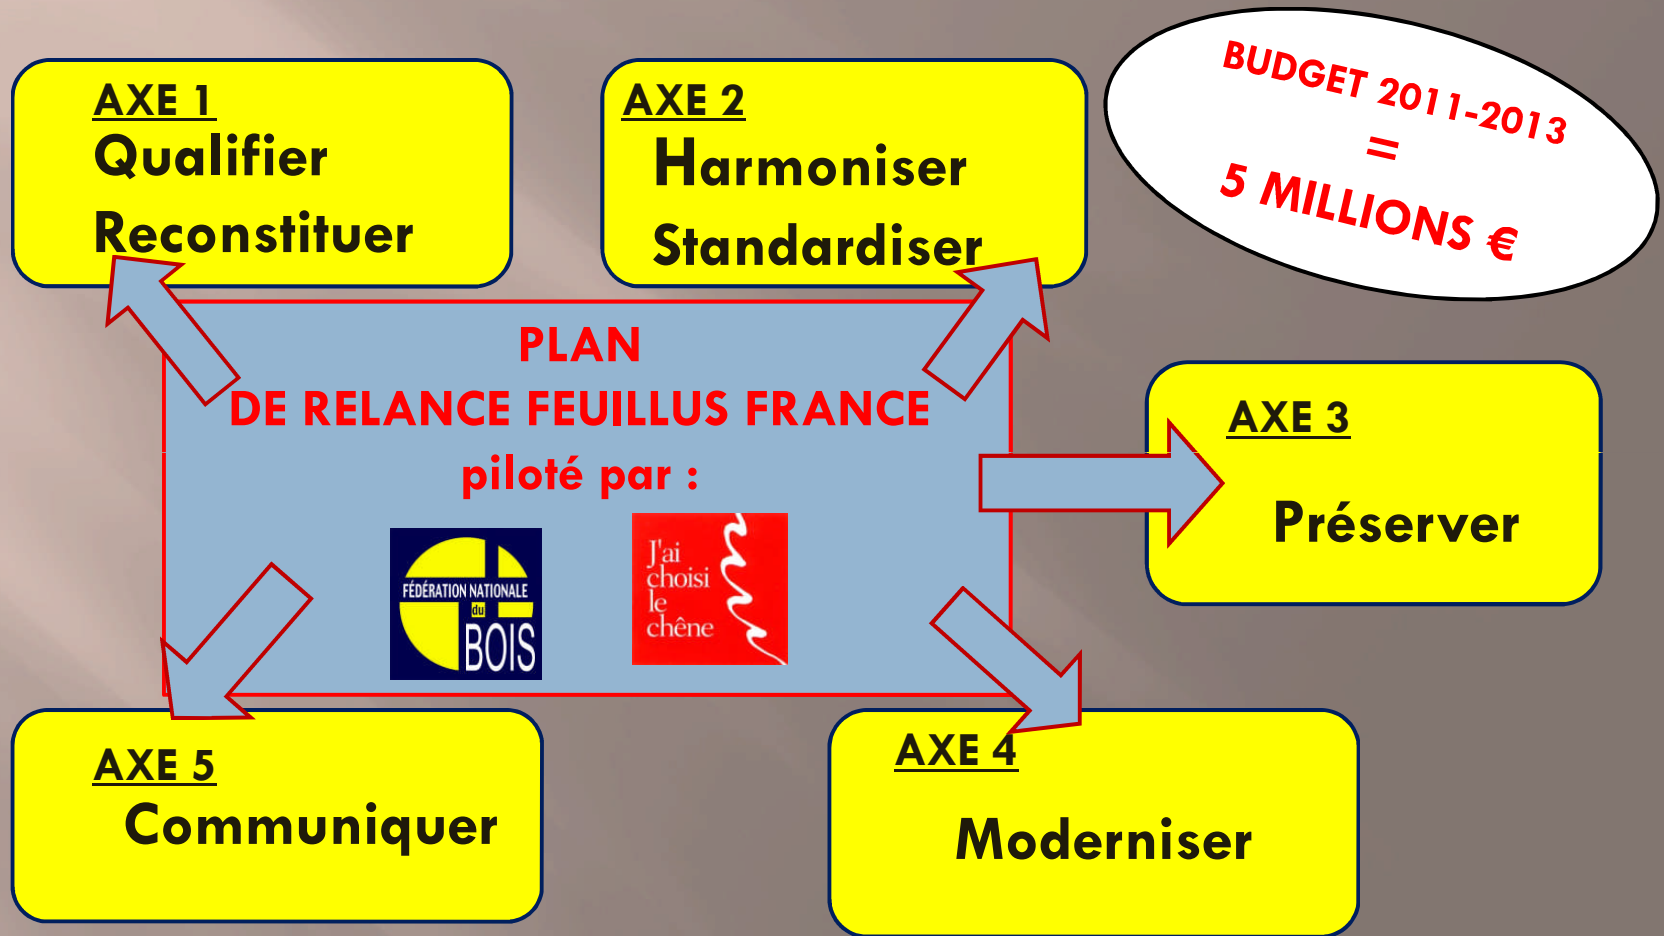 AXE 1
Qualifier
Reconstituer
AXE 2
Harmoniser
Standardiser
BUDGET 2011-2013
=
5 MILLIONS €
PLAN
DE RELANCE FEUILLUS FRANCE
piloté par :
FÉDÉRATION NATIONALE
du
BOIS
J'ai
choisi
le
chêne
AXE 3
Préserver
AXE 5
Communiquer
AXE 4
Moderniser